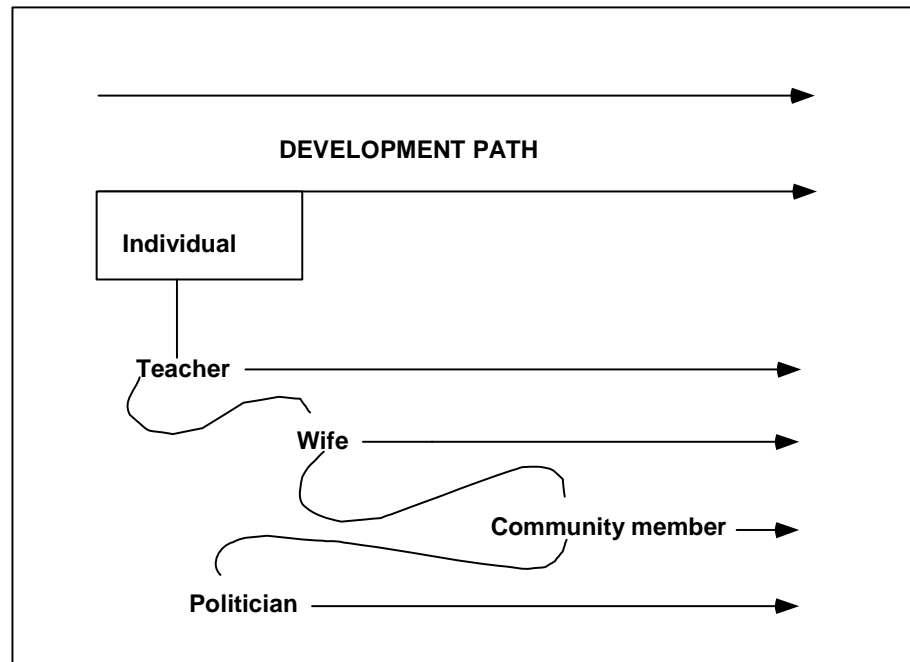 DEVELOPMENT PATH
Individual
Teacher
Wife
Community member
Politician